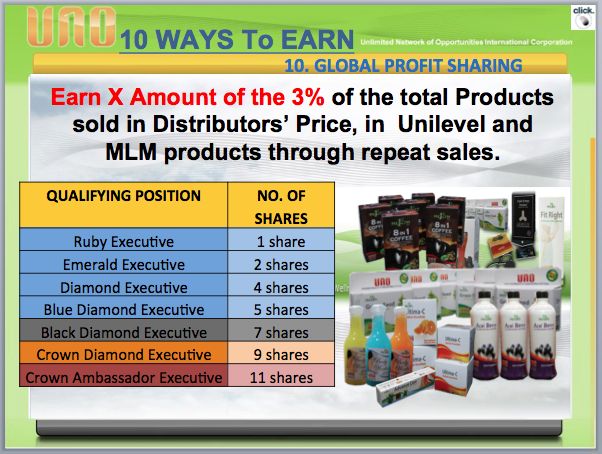 click.
UNO 10 WAYS To EARN Unlimited Network of Opportunities International Corporation
10. GLOBAL PROFIT SHARING
Earn X Amount of the 3% of the total Products
sold in Distributors’ Price, in Unilevel and
MLM products through repeat sales.
QUALIFYING POSITION NO. OF
SHARES
Ruby Executive 1 share
Emerald Executive 2 shares
Diamond Executive 4 shares
Blue Diamond Executive 5 shares
Black Diamond Executive 7 shares
Crown Diamond Executive 9 shares
Crown Ambassador Executive 11 shares
8 IN 1
COFFEE
8 IN 1
COFFEE
Fit Right
UNO
Ultima-C
Ultima-C
Ultima-C
Acai Berry
Acai Berry
Acai Berry